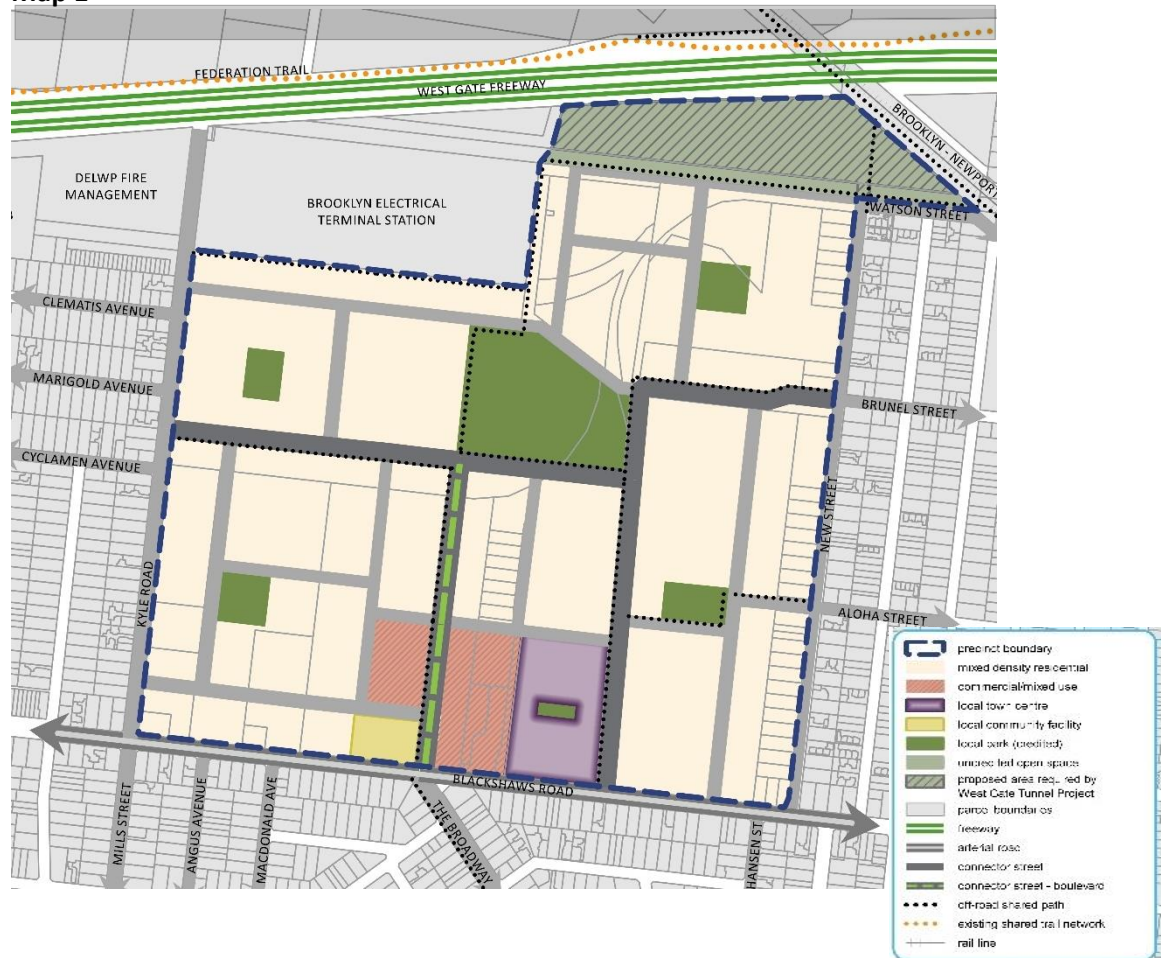 FEDERATION TRAIL
WEST GATE FREEWAY
BROOKLYN - NEWPORT
DELWP FIRE
MANAGEMENT
BROOKLYN ELECTRICAL
TERMINAL STATION
WATSON STREET
CLEMATIS AVENUE
MARIGOLD AVENUE
BRUNEL STREET
CYCLAMEN AVENUE
NEW STREET
KYLE ROAD
ALOHA STREET
BLACKSHAWS ROAD
MILLS STREET
ANGUS AVENUE
MACDONALD AVE
THE BROADWAY
HANSEN ST
precinct boundary
mixed density residential
commercial/mixed use
local town centre
local community facility
local park (credited)
uncredited open space
proposed area required by
West Gate Tunnel Project
parcel boundaries
freeway
arterial road
connector street
connector street - boulevard
off-road shared path
existing shared trail network
rail line